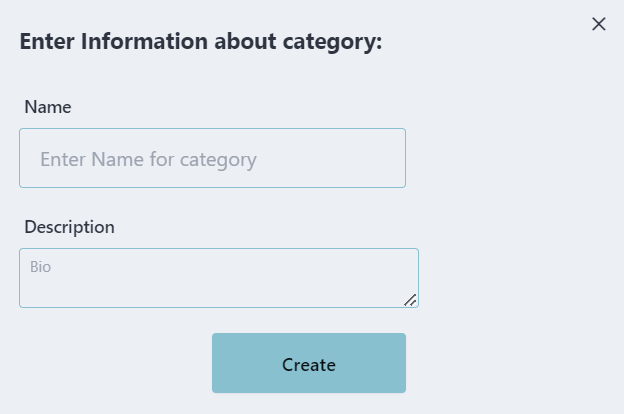 Enter Information about category:
Name
Enter Name for category
Description
Bio
Create